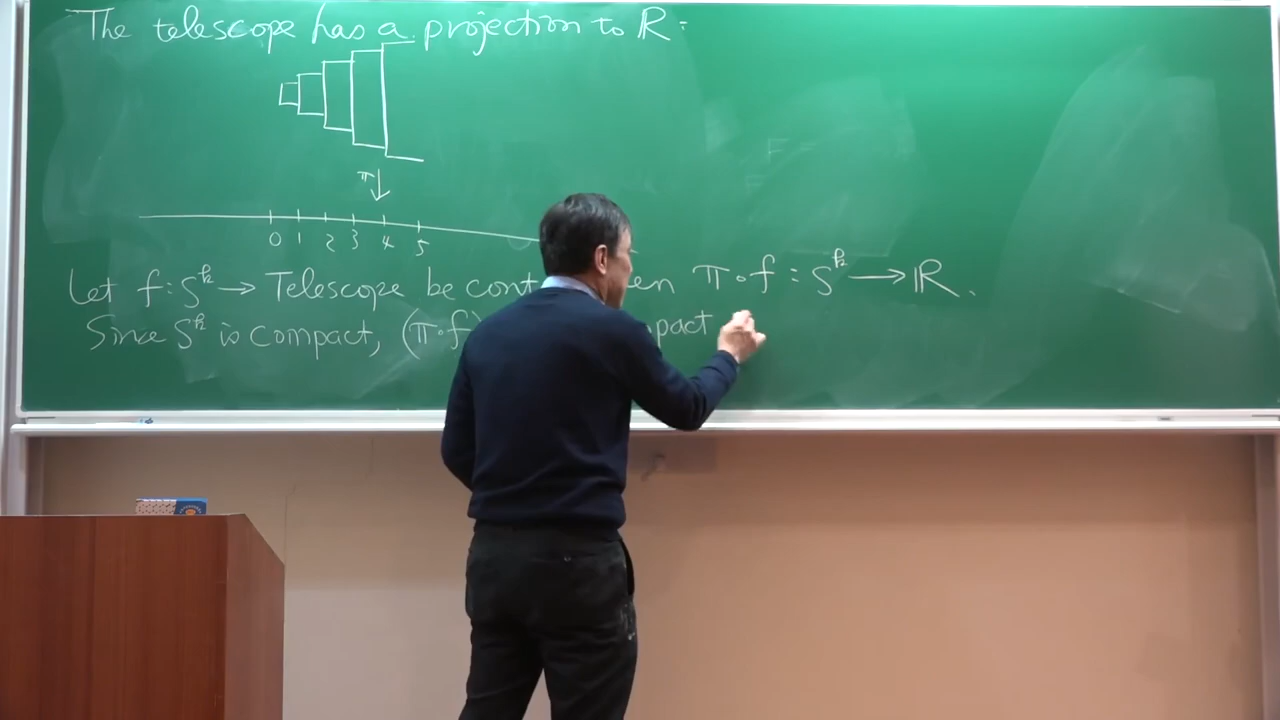 The telescope has a projection to ℝ:
π↓
0 1 2 3 4 5
Let f: S^k → Telescope be cont en π∘f : S^k → ℝ.
Since S^k is compact, (π∘f) pact